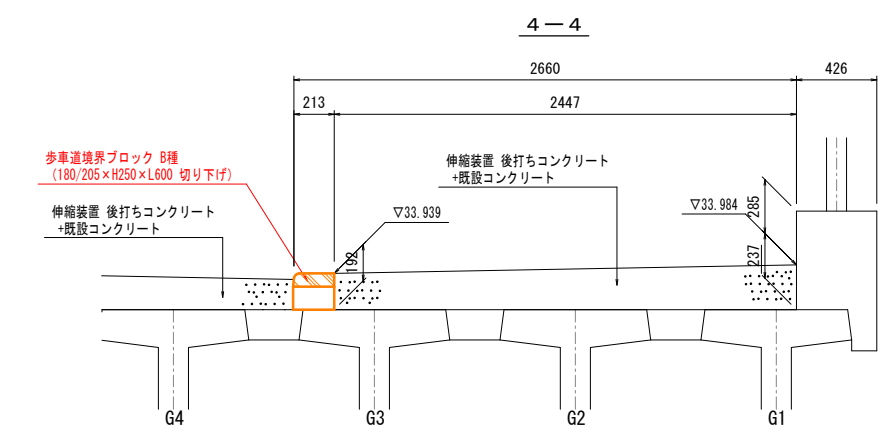 4－4
2660
426
213
2447
歩車道境界ブロック B種
(180/205×H250×L600 切り下げ)
伸縮装置 後打ちコンクリート
+既設コンクリート
伸縮装置 後打ちコンクリート
+既設コンクリート
▽33.939
▽33.984
285
192
237
G4
G3
G2
G1